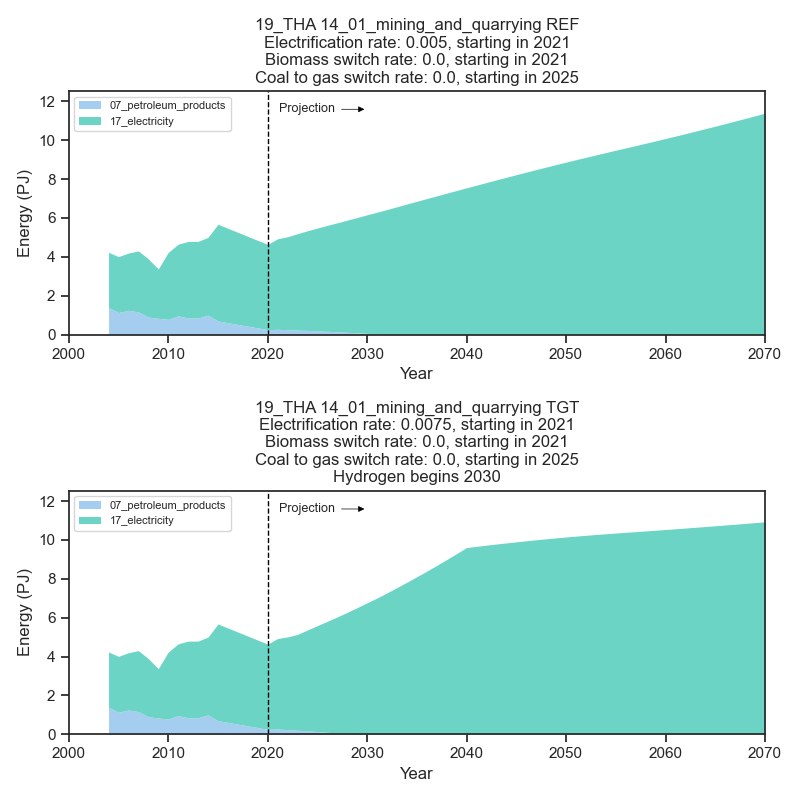 19_THA 14_01_mining_and_quarrying REF
Electrification rate: 0.005, starting in 2021
Biomass switch rate: 0.0, starting in 2021
Coal to gas switch rate: 0.0, starting in 2025
07_petroleum_products
17_electricity
Projection
Energy (PJ)
12
10
8
6
4
2
0
2000 2010 2020 2030 2040 2050 2060 2070
Year
19_THA 14_01_mining_and_quarrying TGT
Electrification rate: 0.0075, starting in 2021
Biomass switch rate: 0.0, starting in 2021
Coal to gas switch rate: 0.0, starting in 2025
Hydrogen begins 2030
07_petroleum_products
17_electricity
Projection
Energy (PJ)
12
10
8
6
4
2
0
2000 2010 2020 2030 2040 2050 2060 2070
Year